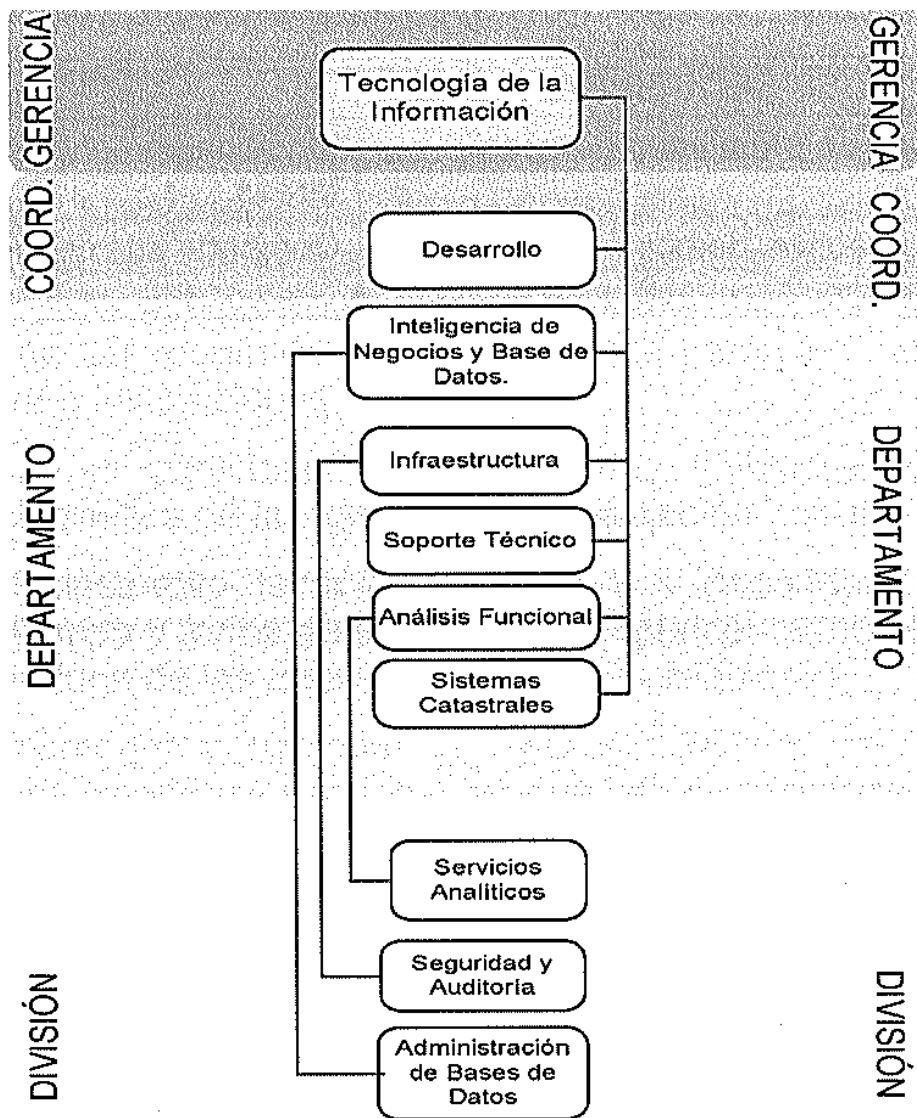 GERENCIA
COORD.
DEPARTAMENTO
DIVISIÓN
Tecnología de la
Información
Desarrollo
Inteligencia de
Negocios y Base de
Datos.
Infraestructura
Soporte Técnico
Análisis Funcional
Sistemas
Catastrales
Servicios
Analíticos
Seguridad y
Auditoría
Administración
de Bases de
Datos
GERENCIA
COORD.
DEPARTAMENTO
DIVISIÓN